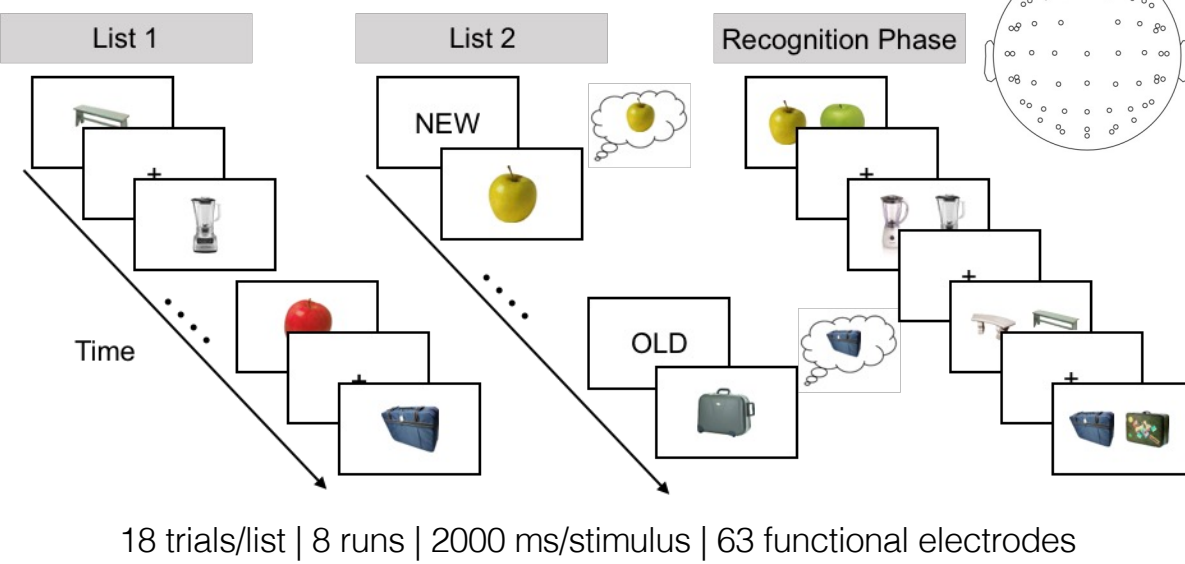 List 1
List 2
Recognition Phase
NEW
OLD
Time
18 trials/list | 8 runs | 2000 ms/stimulus | 63 functional electrodes